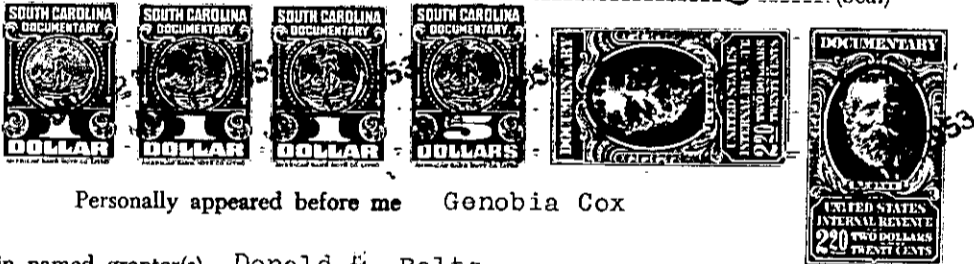 (Seal)
SOUTH CAROLINA
DOCUMENTARY
1
DOLLAR
SOUTH CAROLINA
DOCUMENTARY
1
DOLLAR
SOUTH CAROLINA
DOCUMENTARY
1
DOLLAR
SOUTH CAROLINA
DOCUMENTARY
5
DOLLARS
DOCUMENTARY
UNITED STATES
INTERNAL REVENUE
2 20 TWO DOLLARS
TWENTY CENTS
DOCUMENTARY
53
UNITED STATES
INTERNAL REVENUE
2 20 TWO DOLLARS
TWENTY CENTS
Personally appeared before me Genobia Cox
named grantor(s) Donald